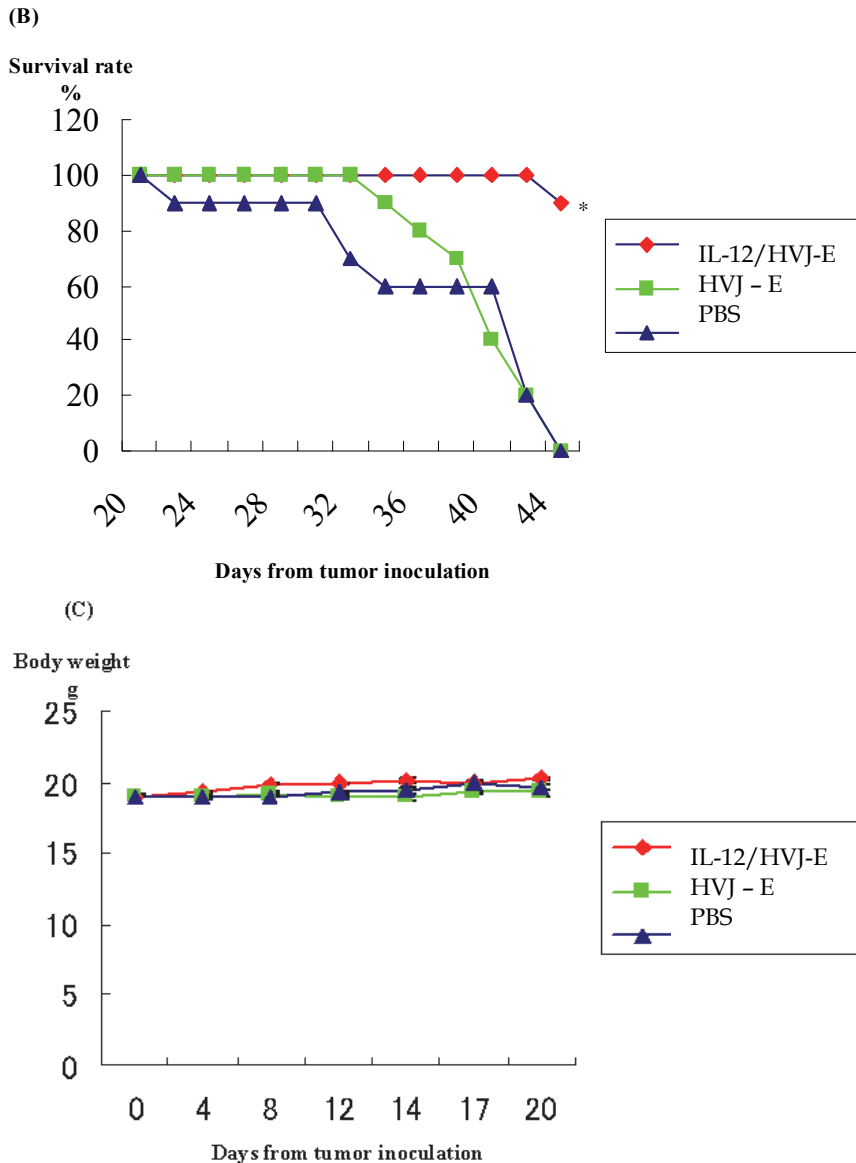 (B)
Survival rate
%
120
100
80
60
40
20
0
20
24
28
32
36
40
44
*
IL-12/HVJ-E
HVJ – E
PBS
Days from tumor inoculation
(C)
Body weight
g
25
20
15
10
5
0
0 4 8 12 14 17 20
IL-12/HVJ-E
HVJ – E
PBS
Days from tumor inoculation